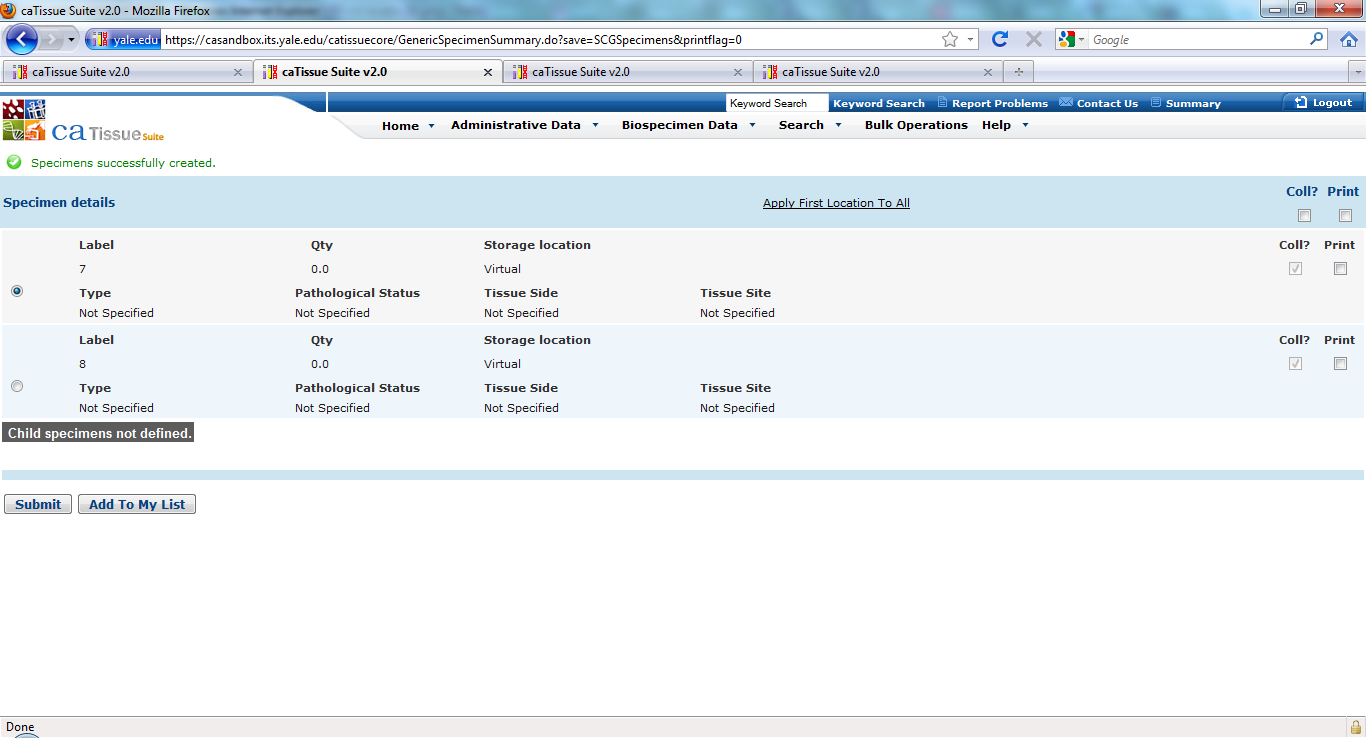 caTissue Suite v2.0 - Mozilla Firefox
yale.edu https://casandbox.its.yale.edu/catissuecore/GenericSpecimenSummary.do?save=SCGSpecimens&printflag=0 Google
caTissue Suite v2.0 caTissue Suite v2.0 caTissue Suite v2.0 caTissue Suite v2.0
Keyword Search Keyword Search Report Problems Contact Us Summary Logout
ca Tissue Suite
Home Administrative Data Biospecimen Data Search Bulk Operations Help
Specimens successfully created.
Specimen details Apply First Location To All Coll? Print
Label Qty Storage location Coll? Print
7 0.0 Virtual
Type Pathological Status Tissue Side Tissue Site
Not Specified Not Specified Not Specified Not Specified
Label Qty Storage location Coll? Print
8 0.0 Virtual
Type Pathological Status Tissue Side Tissue Site
Not Specified Not Specified Not Specified Not Specified
Child specimens not defined.
Submit Add To My List
Done